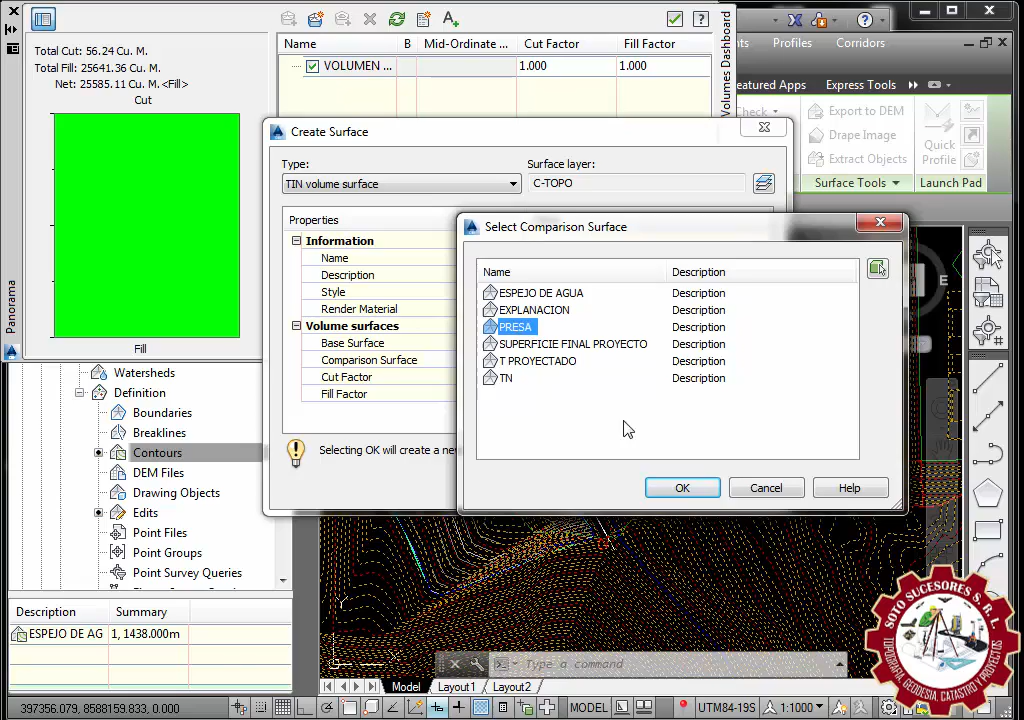 Total Cut: 56.24 Cu. M.
Total Fill: 25641.36 Cu. M.
Net: 25585.11 Cu. M.<Fill>
Cut
Fill
Panorama
Name B Mid-Ordinate ... Cut Factor Fill Factor
VOLUMEN ... 1.000 1.000
Volumes Dashboard
Profiles Corridors
Featured Apps Express Tools
Export to DEM
Drape Image
Extract Objects
Quick
Profile
Surface Tools Launch Pad
Create Surface
Type: Surface layer:
TIN volume surface C-TOPO
Properties
Information
Name
Description
Style
Render Material
Volume surfaces
Base Surface
Comparison Surface
Cut Factor
Fill Factor
Selecting OK will create a ne
Select Comparison Surface
Name Description
ESPEJO DE AGUA Description
EXPLANACION Description
PRESA Description
SUPERFICIE FINAL PROYECTO Description
T PROYECTADO Description
TN Description
OK Cancel Help
E
Watersheds
Definition
Boundaries
Breaklines
Contours
DEM Files
Drawing Objects
Edits
Point Files
Point Groups
Point Survey Queries
Description Summary
ESPEJO DE AG 1, 1438.000m
Type a command
Model Layout1 Layout2
397356.079, 8588159.833, 0.000 MODEL UTM84-19S 1:1000
SOTO SUCESORES S.R.L
TOPOGRAFIA, GEODESIA, CATASTRO Y PROYECTOS